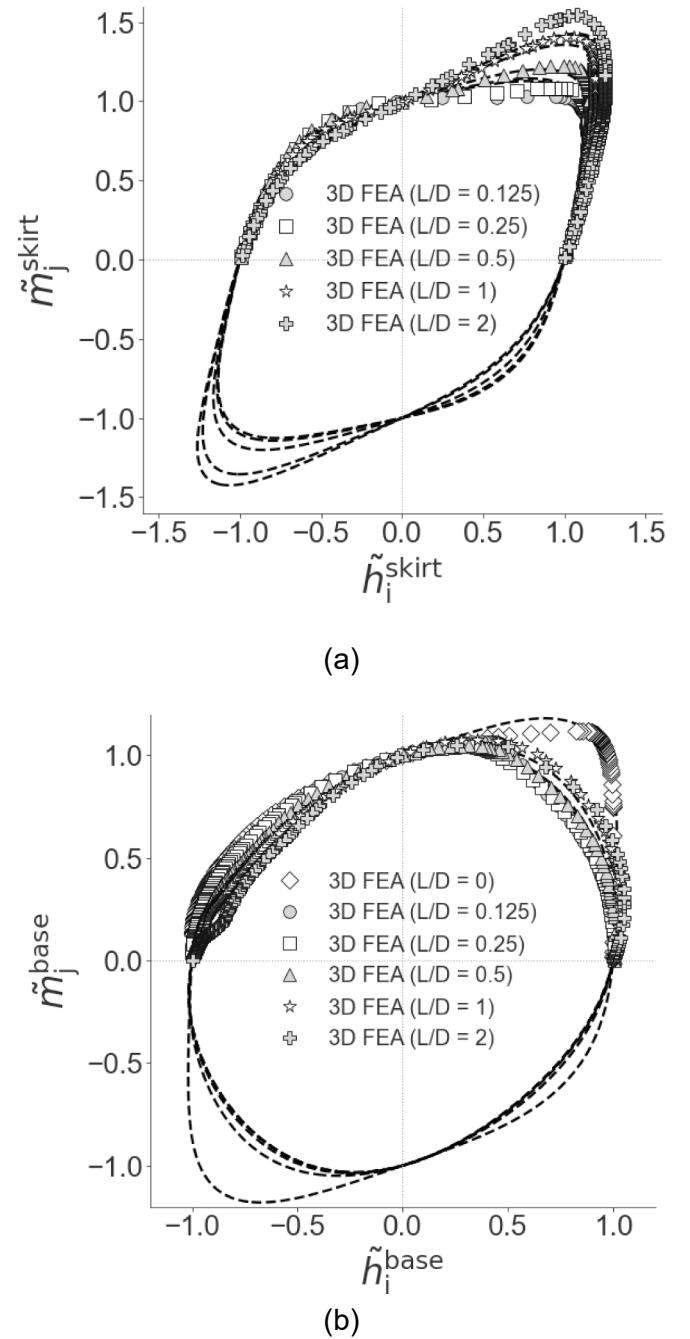 1.5
1.0
0.5
0.0
−0.5
−1.0
−1.5
m̃ⱼskirt
3D FEA (L/D = 0.125)
3D FEA (L/D = 0.25)
3D FEA (L/D = 0.5)
3D FEA (L/D = 1)
3D FEA (L/D = 2)
−1.5 −1.0 −0.5 0.0 0.5 1.0 1.5
h̃ᵢskirt
(a)
1.0
0.5
0.0
−0.5
−1.0
m̃ⱼbase
3D FEA (L/D = 0)
3D FEA (L/D = 0.125)
3D FEA (L/D = 0.25)
3D FEA (L/D = 0.5)
3D FEA (L/D = 1)
3D FEA (L/D = 2)
−1.0 −0.5 0.0 0.5 1.0
h̃ᵢbase
(b)